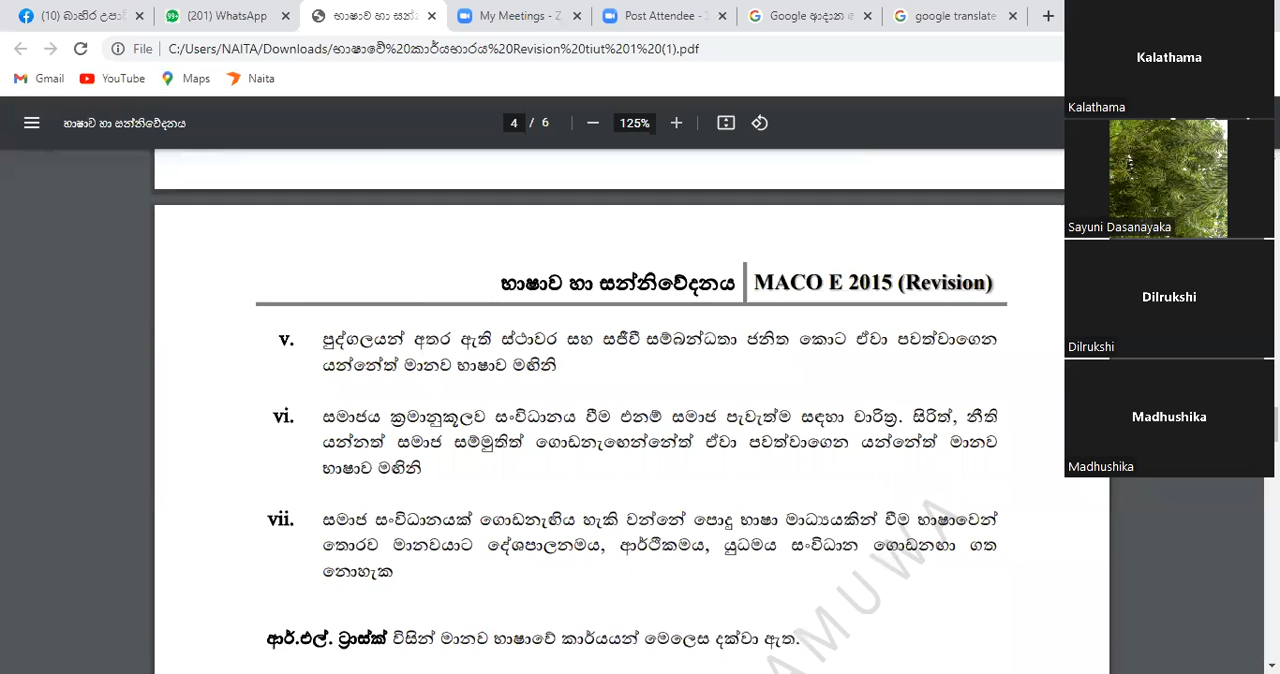 (10) බාහිර උපාධි
(201) WhatsApp
භාෂාව හා සන්නි
My Meetings - Z
Post Attendee - Z
Google ආදාන
google translate
File
C:/Users/NAITA/Downloads/භාෂාවේ%20කාර්යභාරය%20Revision%20tiut%201%20(1).pdf
Gmail
YouTube
Maps
Naita
භාෂාව හා සන්නිවේදනය
4 / 6
125%
භාෂාව හා සන්නිවේදනය MACO E 2015 (Revision)
v. පුද්ගලයන් අතර ඇති ස්ථාවර සහ සජීවී සම්බන්ධතා ජනිත කොට ඒවා පවත්වාගෙන
යන්නේත් මානව භාෂාව මඟිනි
vi. සමාජය ක්‍රමානුකූලව සංවිධානය වීම එනම් සමාජ පැවැත්ම සඳහා චාරිත්‍ර. සිරිත්, නීති
යන්නත් සමාජ සම්මුතිත් ගොඩනැඟෙන්නේත් ඒවා පවත්වාගෙන යන්නේත් මානව
භාෂාව මඟිනි
vii. සමාජ සංවිධානයක් ගොඩනැඟිය හැකි වන්නේ පොදු භාෂා මාධ්‍යයකින් වීම භාෂාවෙන්
තොරව මානවයාට දේශපාලනමය, ආර්ථිකමය, යුධමය සංවිධාන ගොඩනඟා ගත
නොහැක
ආර්.එල්. ට්‍රාස්ක් විසින් මානව භාෂාවේ කාර්යයන් මෙලෙස දක්වා ඇත.
AMUWA
Kalathama
Kalathama
Sayuni Dasanayaka
Dilrukshi
Dilrukshi
Madhushika
Madhushika